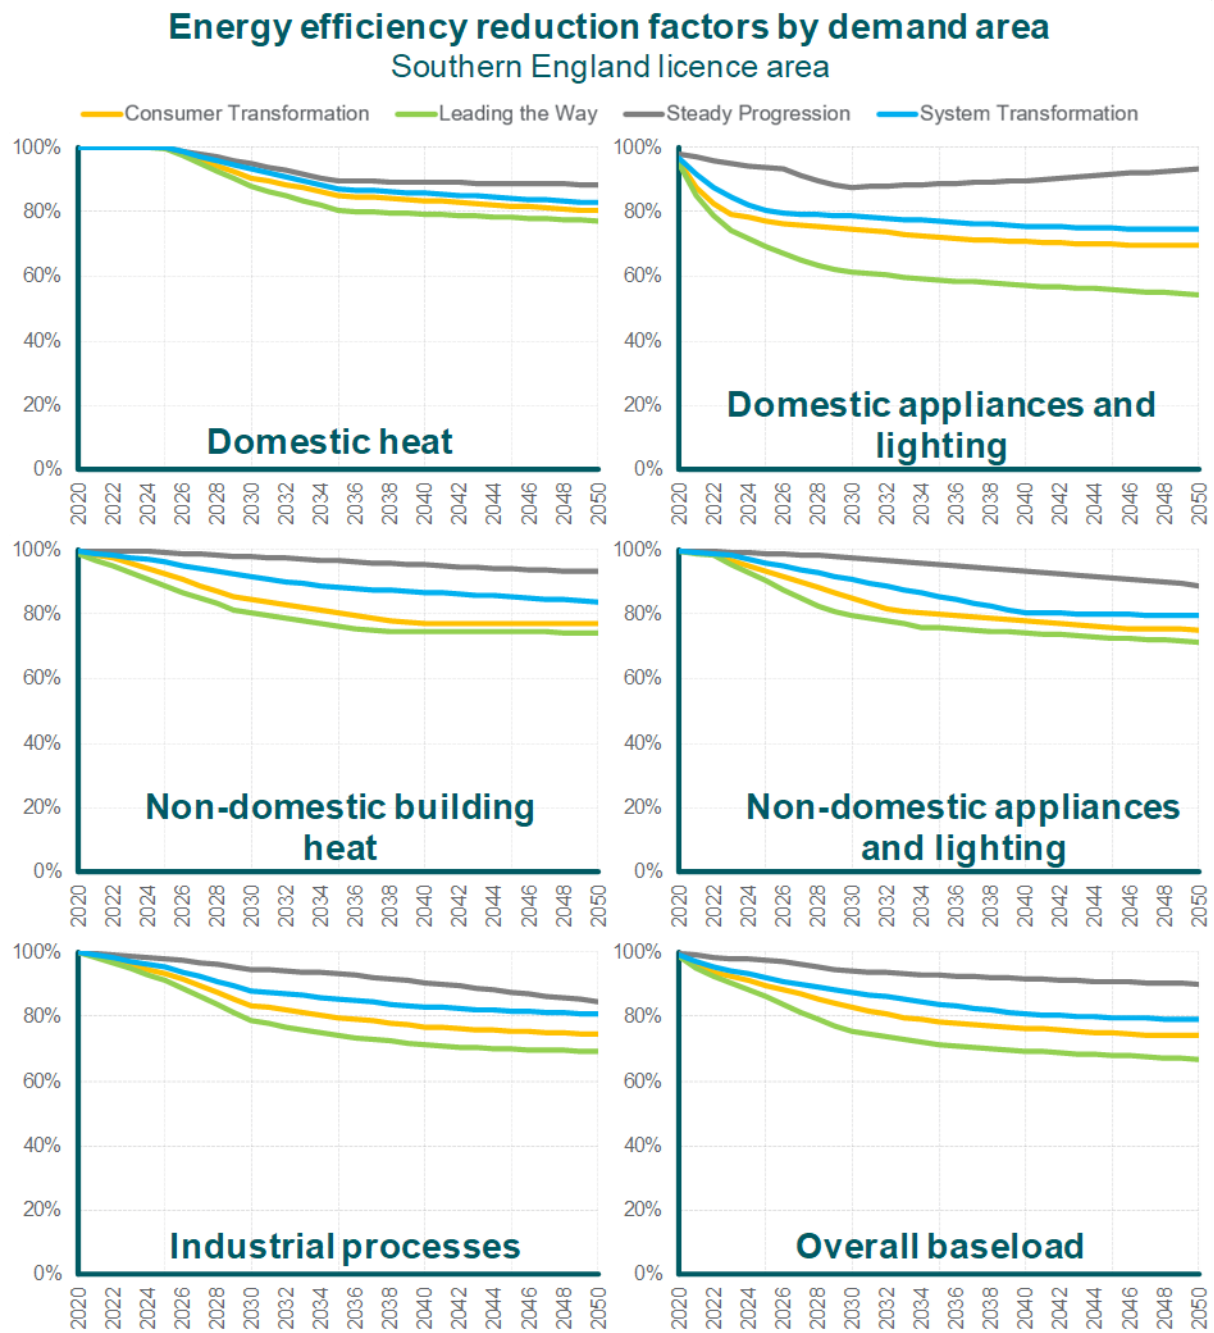 Energy efficiency reduction factors by demand area
Southern England licence area
Consumer Transformation Leading the Way Steady Progression System Transformation
100%
80%
60%
40%
20%
0%
Domestic heat
2020 2022 2024 2026 2028 2030 2032 2034 2036 2038 2040 2042 2044 2046 2048 2050
100%
80%
60%
40%
20%
0%
Domestic appliances and
lighting
2020 2022 2024 2026 2028 2030 2032 2034 2036 2038 2040 2042 2044 2046 2048 2050
100%
80%
60%
40%
20%
0%
Non-domestic building
heat
2020 2022 2024 2026 2028 2030 2032 2034 2036 2038 2040 2042 2044 2046 2048 2050
100%
80%
60%
40%
20%
0%
Non-domestic appliances
and lighting
2020 2022 2024 2026 2028 2030 2032 2034 2036 2038 2040 2042 2044 2046 2048 2050
100%
80%
60%
40%
20%
0%
Industrial processes
2020 2022 2024 2026 2028 2030 2032 2034 2036 2038 2040 2042 2044 2046 2048 2050
100%
80%
60%
40%
20%
0%
Overall baseload
2020 2022 2024 2026 2028 2030 2032 2034 2036 2038 2040 2042 2044 2046 2048 2050